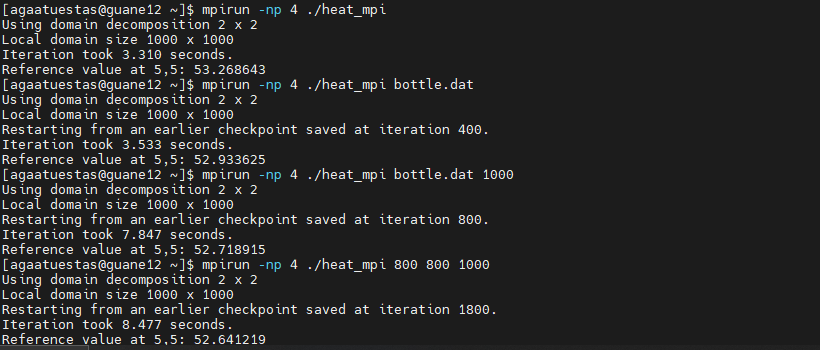 [agaatuestas@guane12 ~]$ mpirun -np 4 ./heat_mpi
Using domain decomposition 2 x 2
Local domain size 1000 x 1000
Iteration took 3.310 seconds.
Reference value at 5,5: 53.268643
[agaatuestas@guane12 ~]$ mpirun -np 4 ./heat_mpi bottle.dat
Using domain decomposition 2 x 2
Local domain size 1000 x 1000
Restarting from an earlier checkpoint saved at iteration 400.
Iteration took 3.533 seconds.
Reference value at 5,5: 52.933625
[agaatuestas@guane12 ~]$ mpirun -np 4 ./heat_mpi bottle.dat 1000
Using domain decomposition 2 x 2
Local domain size 1000 x 1000
Restarting from an earlier checkpoint saved at iteration 800.
Iteration took 7.847 seconds.
Reference value at 5,5: 52.718915
[agaatuestas@guane12 ~]$ mpirun -np 4 ./heat_mpi 800 800 1000
Using domain decomposition 2 x 2
Local domain size 1000 x 1000
Restarting from an earlier checkpoint saved at iteration 1800.
Iteration took 8.477 seconds.
Reference value at 5,5: 52.641219